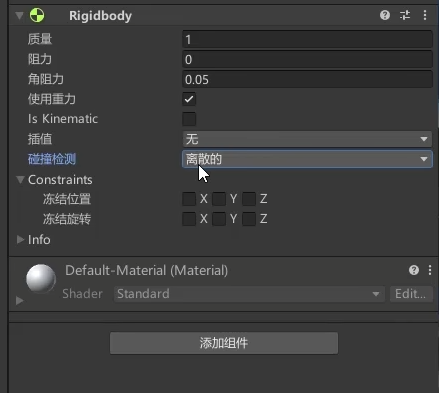 Rigidbody
质量 1
阻力 0
角阻力 0.05
使用重力
Is Kinematic
插值 无
碰撞检测 离散的
Constraints
冻结位置 X Y Z
冻结旋转 X Y Z
Info
Default-Material (Material)
Shader Standard Edit...
添加组件